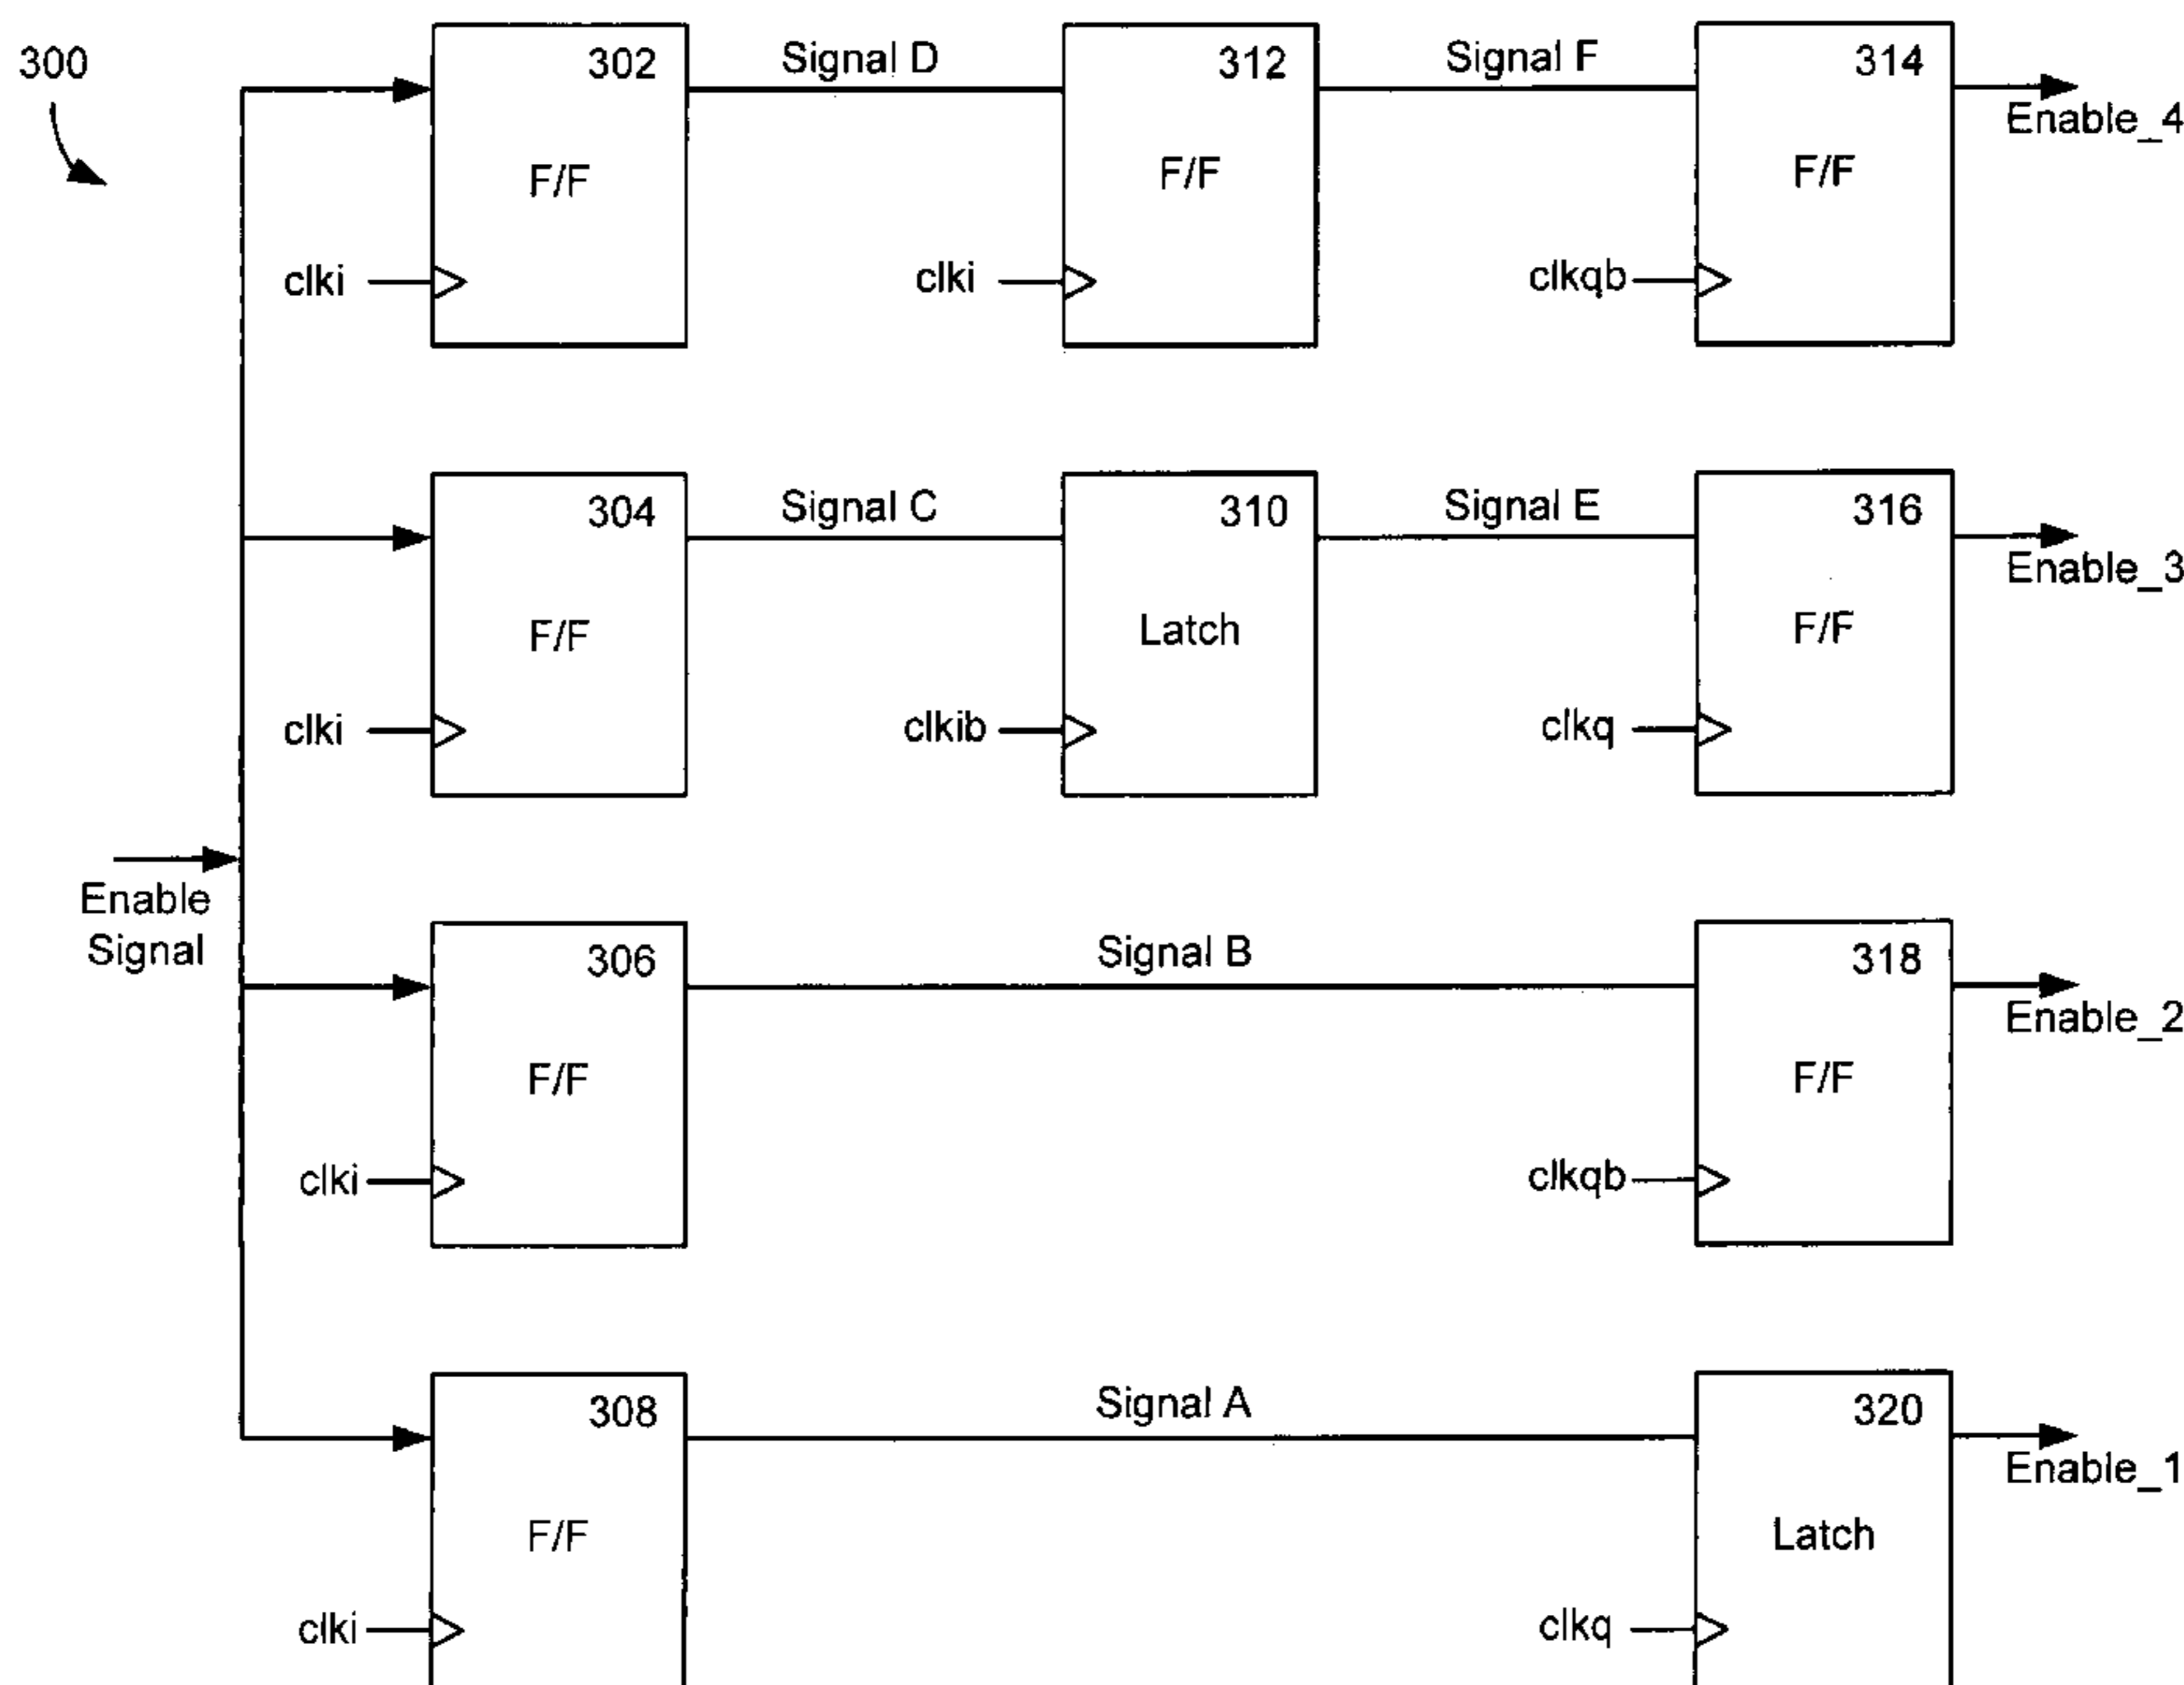 300
302
Signal D
312
Signal F
314
Enable_4
F/F
F/F
F/F
clki
clki
clkqb
304
Signal C
310
Signal E
316
Enable_3
F/F
Latch
F/F
clki
clkib
clkq
Enable
Signal
306
Signal B
318
Enable_2
F/F
F/F
clki
clkqb
308
Signal A
320
Enable_1
F/F
Latch
clki
clkq